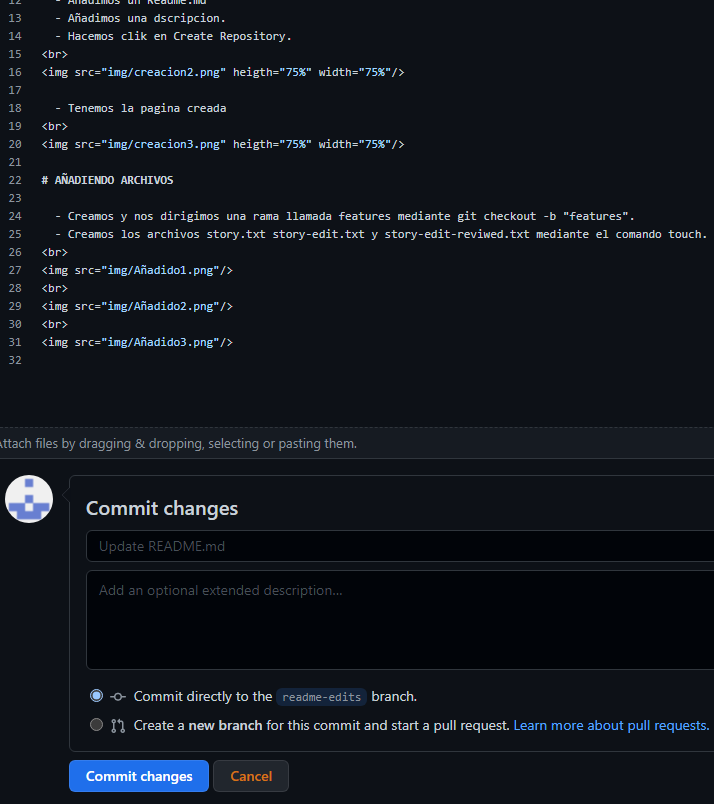 12 - Añadimos un Readme.md
13 - Añadimos una dscripcion.
14 - Hacemos clik en Create Repository.
15 <br>
16 <img src="img/creacion2.png" heigth="75%" width="75%"/>
17
18 - Tenemos la pagina creada
19 <br>
20 <img src="img/creacion3.png" heigth="75%" width="75%"/>
21
22 # AÑADIENDO ARCHIVOS
23
24 - Creamos y nos dirigimos una rama llamada features mediante git checkout -b "features".
25 - Creamos los archivos story.txt story-edit.txt y story-edit-reviwed.txt mediante el comando touch.
26 <br>
27 <img src="img/Añadido1.png"/>
28 <br>
29 <img src="img/Añadido2.png"/>
30 <br>
31 <img src="img/Añadido3.png"/>
32
Attach files by dragging & dropping, selecting or pasting them.
Commit changes
Update README.md
Add an optional extended description...
Commit directly to the readme-edits branch.
Create a new branch for this commit and start a pull request. Learn more about pull requests.
Commit changes Cancel